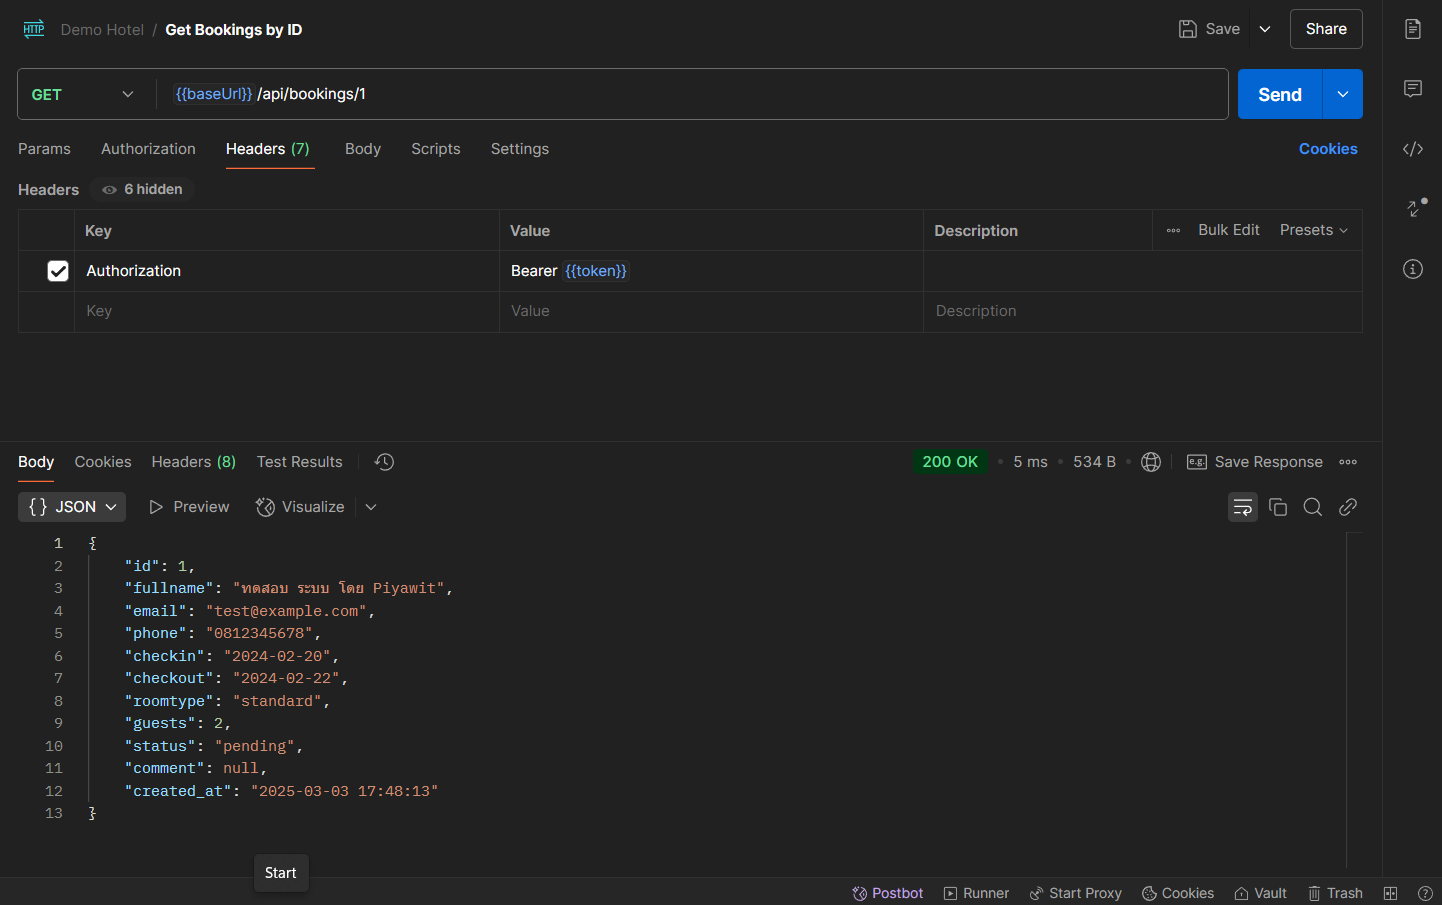 HTTP Demo Hotel / Get Bookings by ID Save Share
GET {{baseUrl}}/api/bookings/1 Send
Params Authorization Headers (7) Body Scripts Settings Cookies
Headers 6 hidden
Key Value Description Bulk Edit Presets
Authorization Bearer {{token}}
Key Value Description
Body Cookies Headers (8) Test Results 200 OK • 5 ms • 534 B • e.g. Save Response
{} JSON Preview Visualize
1 {
2 "id": 1,
3 "fullname": "ทดสอบ ระบบ โดย Piyawit",
4 "email": "test@example.com",
5 "phone": "0812345678",
6 "checkin": "2024-02-20",
7 "checkout": "2024-02-22",
8 "roomtype": "standard",
9 "guests": 2,
10 "status": "pending",
11 "comment": null,
12 "created_at": "2025-03-03 17:48:13"
13 }
Start
Postbot Runner Start Proxy Cookies Vault Trash